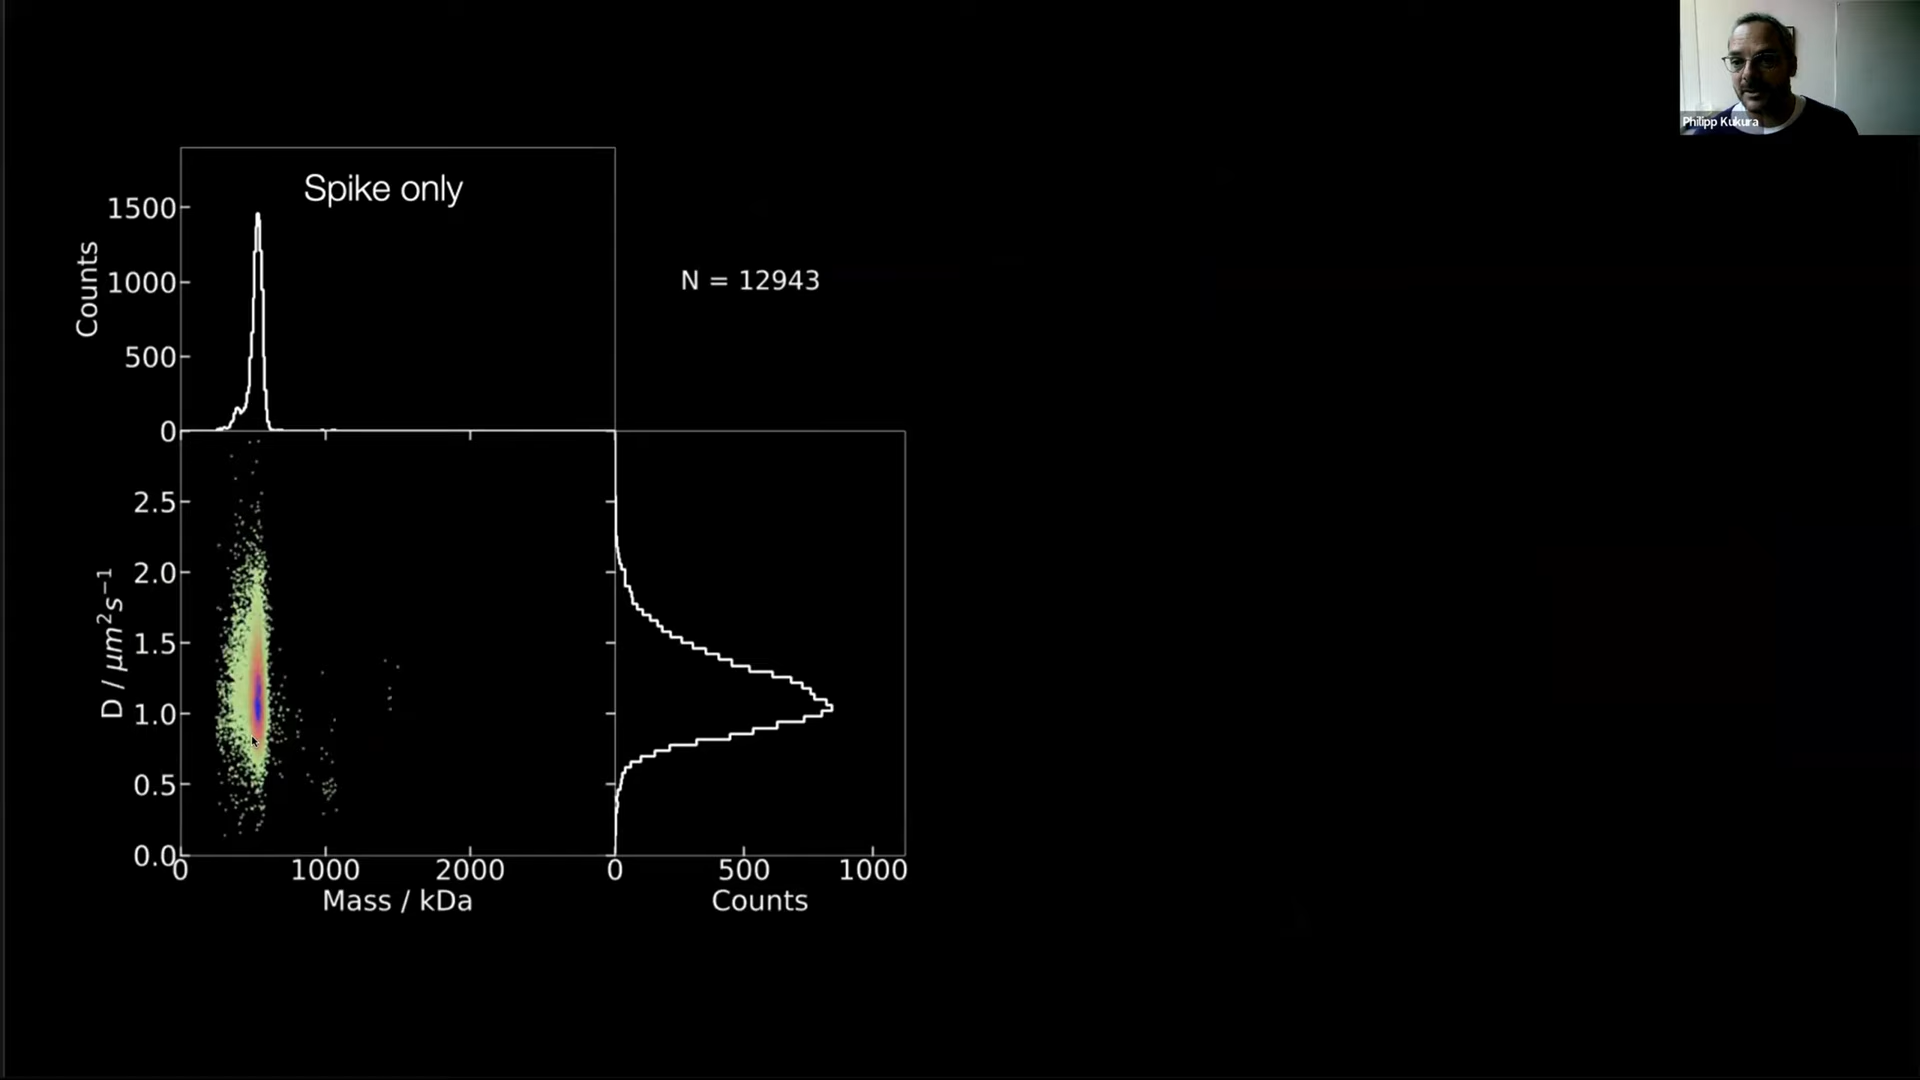 Philipp Kukura
Spike only
1500
1000
500
0
Counts
N = 12943
2.5
2.0
1.5
1.0
0.5
0.0
D / μm²s⁻¹
0
1000
2000
Mass / kDa
0
500
1000
Counts